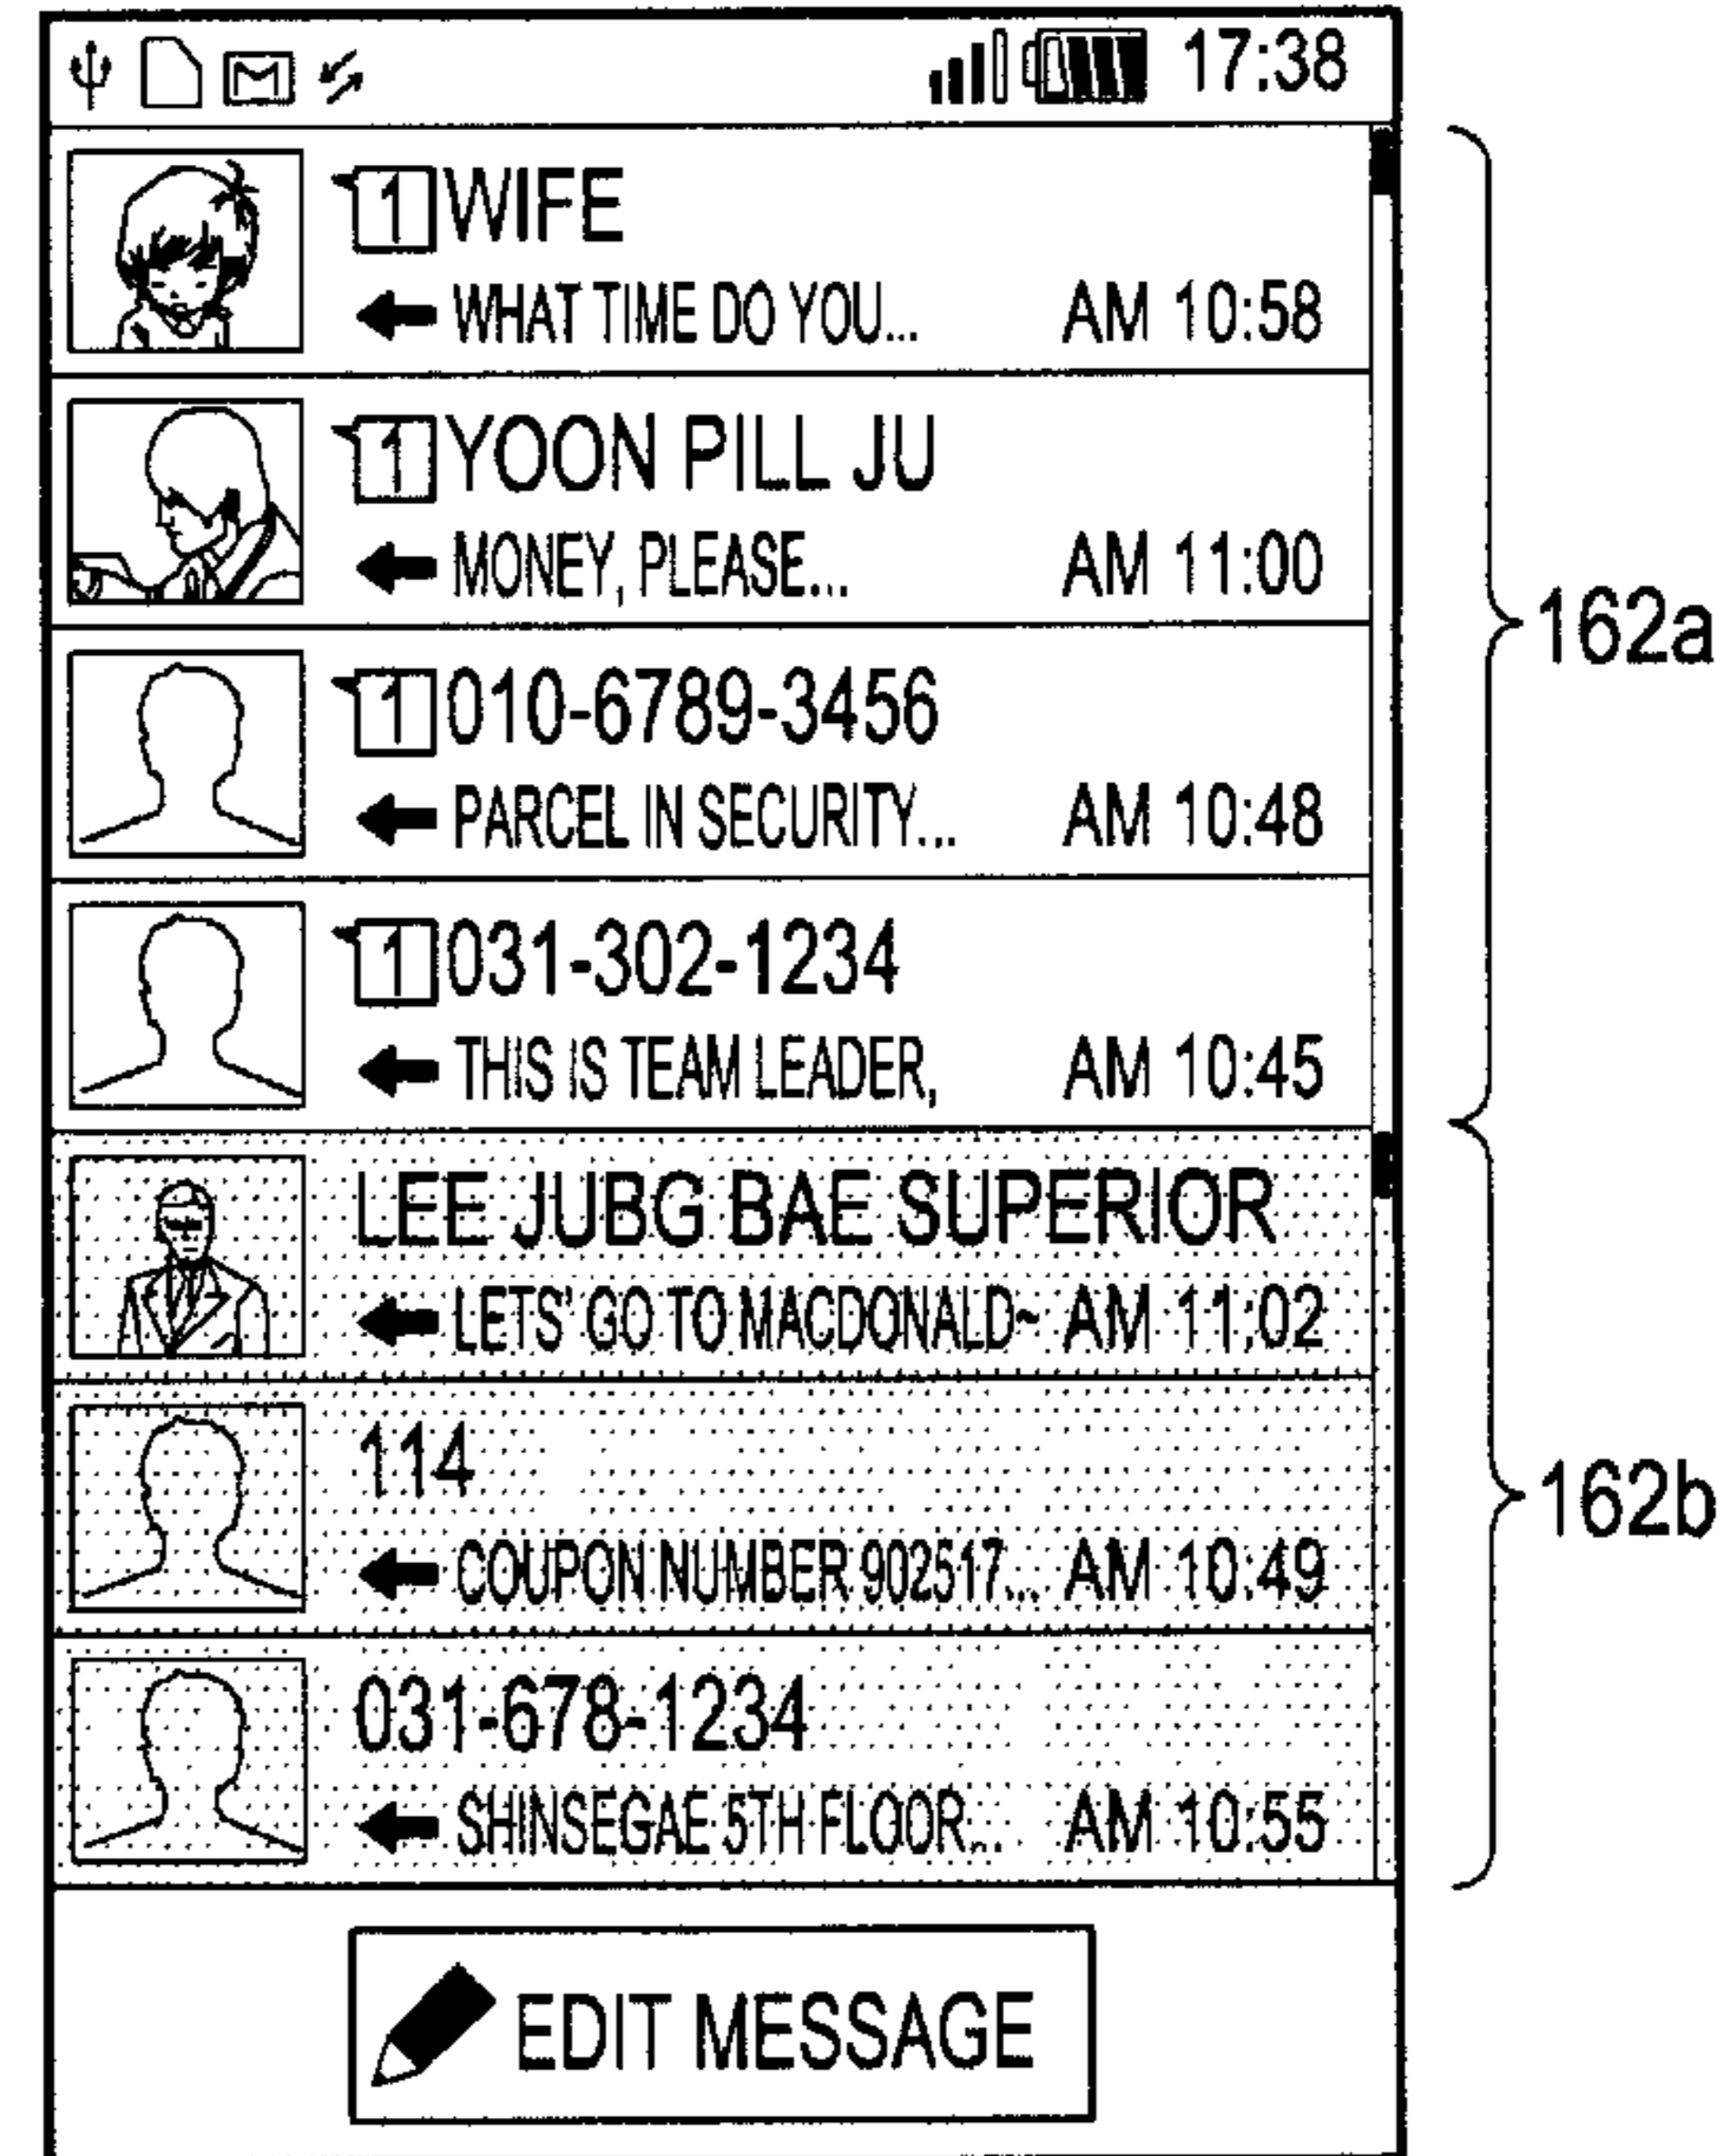 17:38
1 WIFE
WHAT TIME DO YOU... AM 10:58
1 YOON PILL JU
MONEY, PLEASE... AM 11:00
1 010-6789-3456
PARCEL IN SECURITY... AM 10:48
1 031-302-1234
THIS IS TEAM LEADER, AM 10:45
162a
LEE JUBG BAE SUPERIOR
LETS' GO TO MACDONALD~ AM 11:02
114
COUPON NUMBER 902517... AM 10:49
162b
031-678-1234
SHINSEGAE 5TH FLOOR... AM 10:55
EDIT MESSAGE